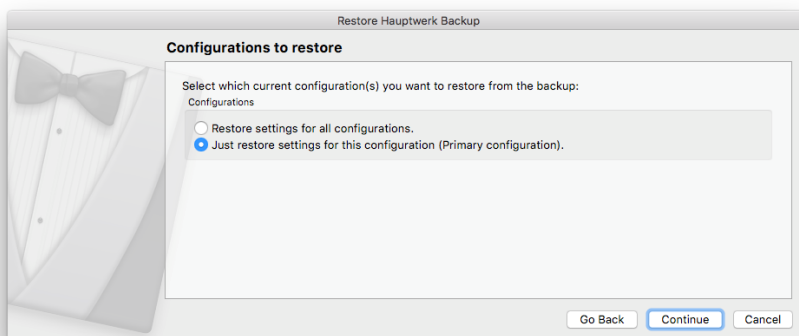 Restore Hauptwerk Backup
Configurations to restore
Select which current configuration(s) you want to restore from the backup:
Configurations
Restore settings for all configurations.
Just restore settings for this configuration (Primary configuration).
Go Back
Continue
Cancel